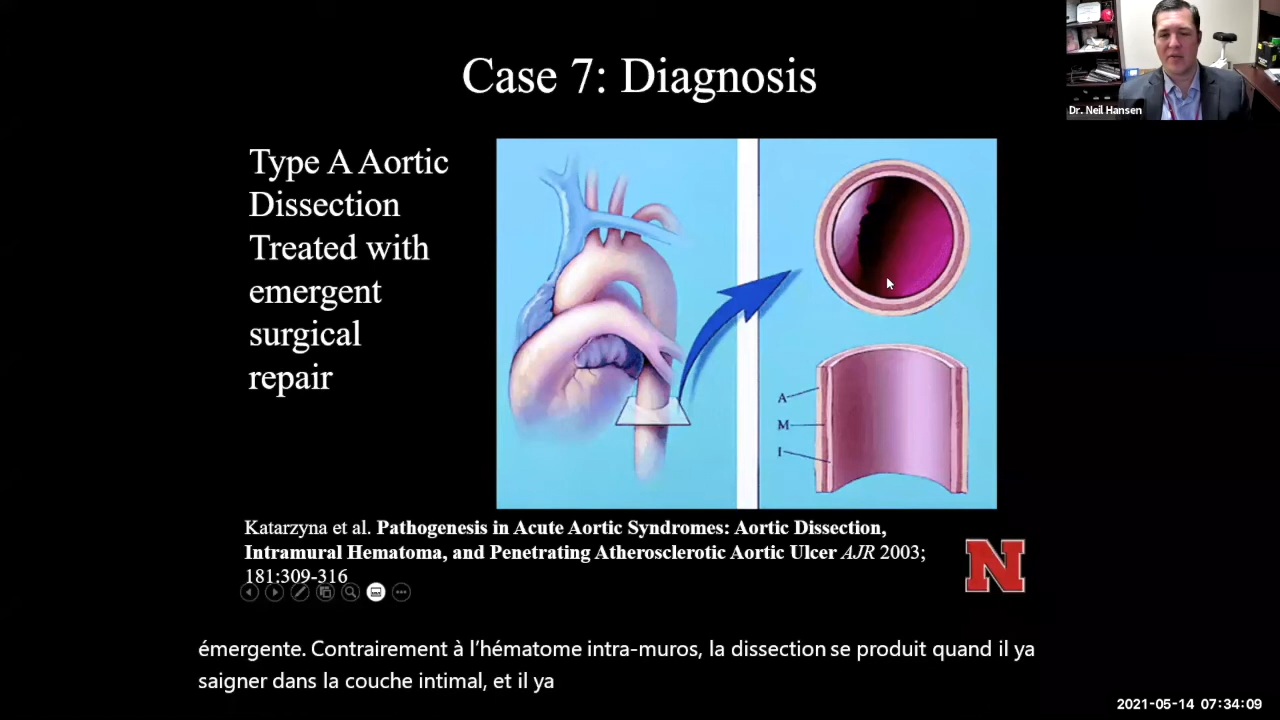 Dr. Neil Hansen
Case 7: Diagnosis
Type A Aortic
Dissection
Treated with
emergent
surgical
repair
A
M
I
Katarzyna et al. Pathogenesis in Acute Aortic Syndromes: Aortic Dissection,
Intramural Hematoma, and Penetrating Atherosclerotic Aortic Ulcer AJR 2003;
181:309-316
N
émergente. Contrairement à l’hématome intra-muros, la dissection se produit quand il ya
saigner dans la couche intimal, et il ya
2021-05-14 07:34:09